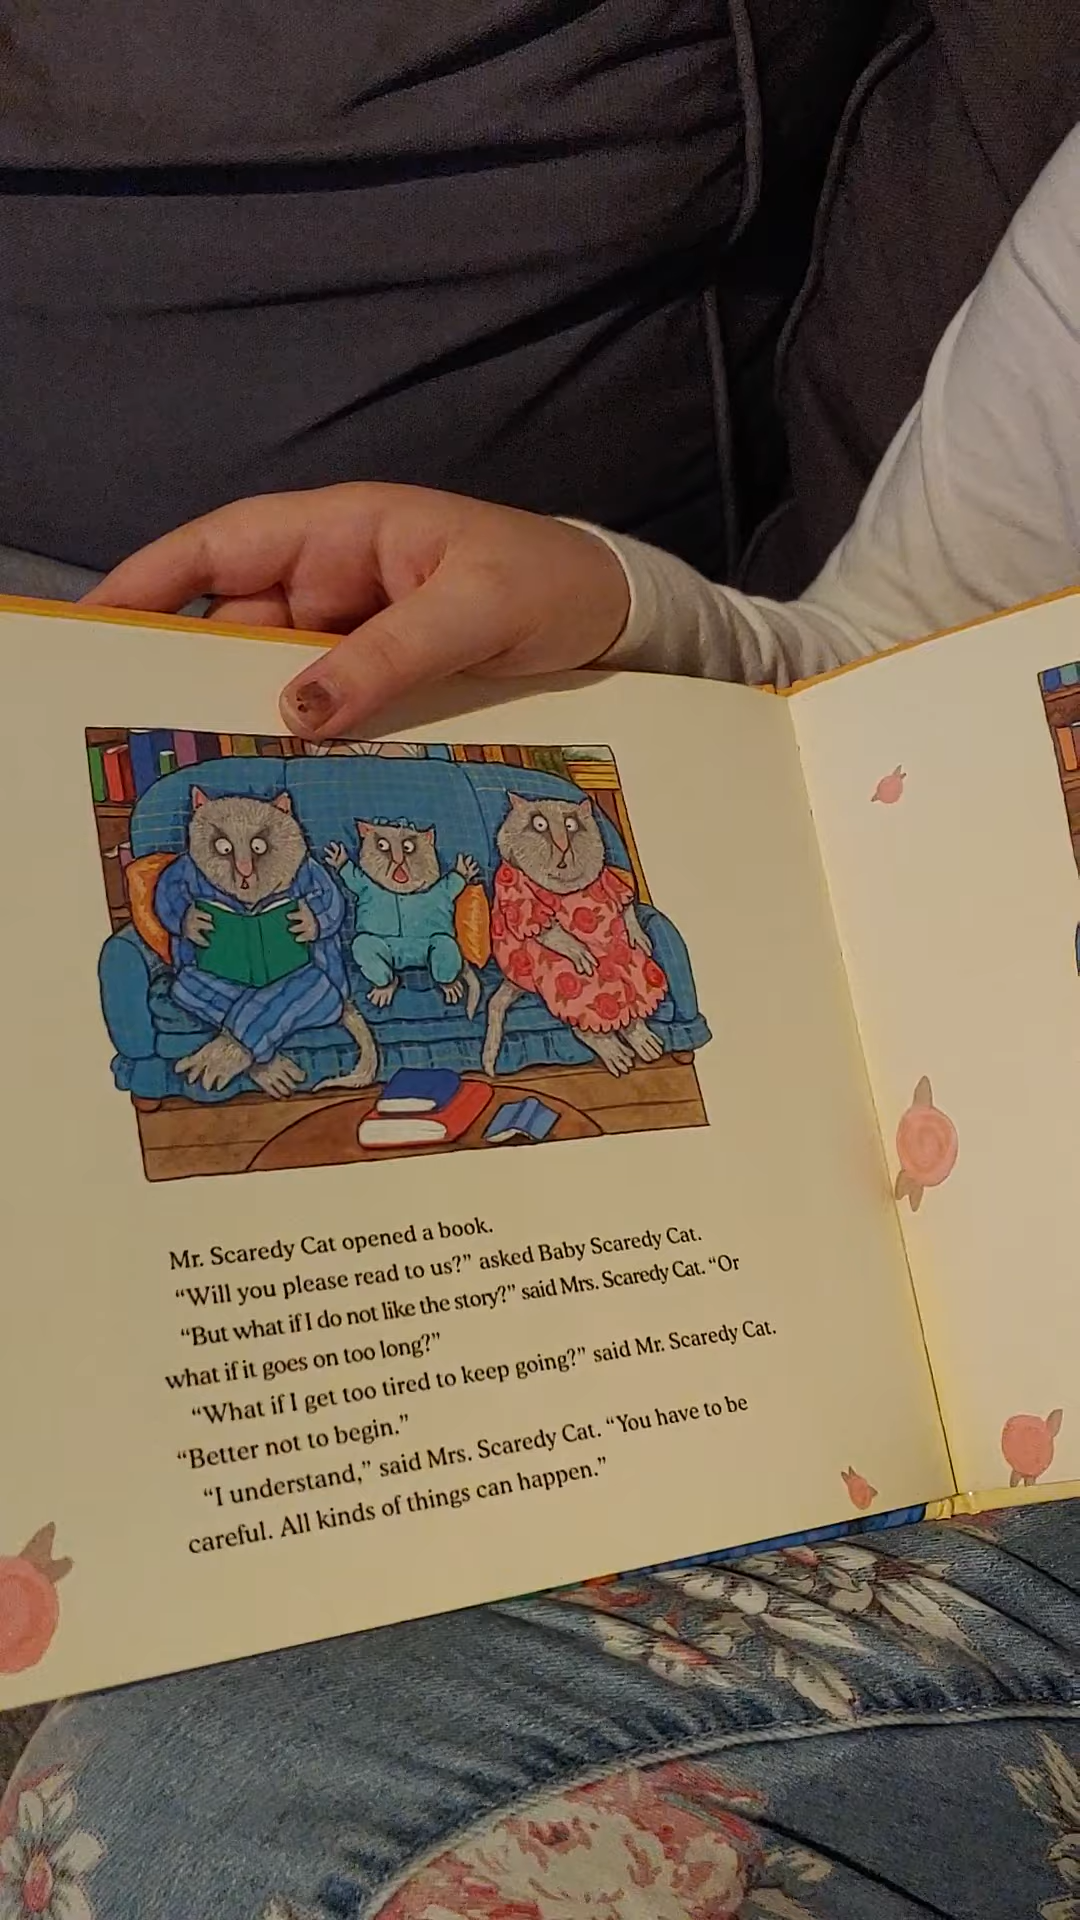 Mr. Scaredy Cat opened a book.
“Will you please read to us?” asked Baby Scaredy Cat.
“But what if I do not like the story?” said Mrs. Scaredy Cat. “Or
what if it goes on too long?”
“What if I get too tired to keep going?” said Mr. Scaredy Cat.
“Better not to begin.”
“I understand,” said Mrs. Scaredy Cat. “You have to be
careful. All kinds of things can happen.”